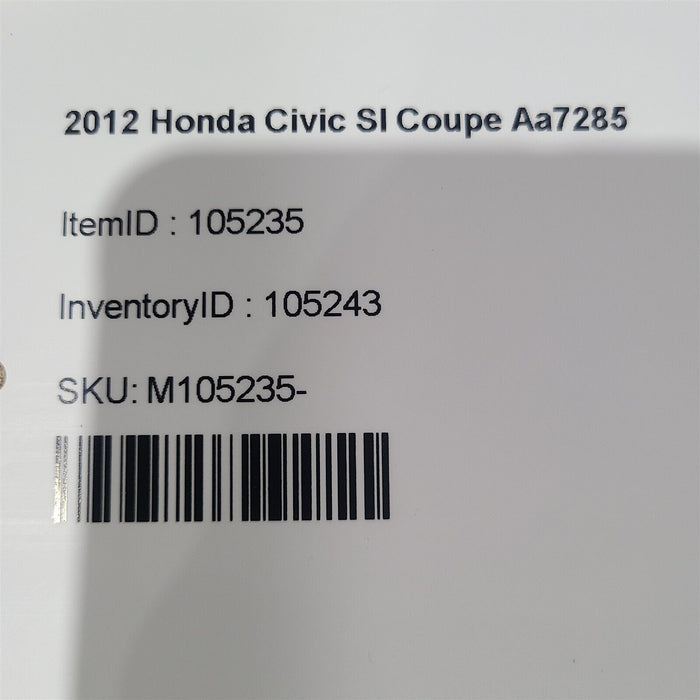 2012 Honda Civic SI Coupe Aa7285
ItemID : 105235
InventoryID : 105243
SKU: M105235-